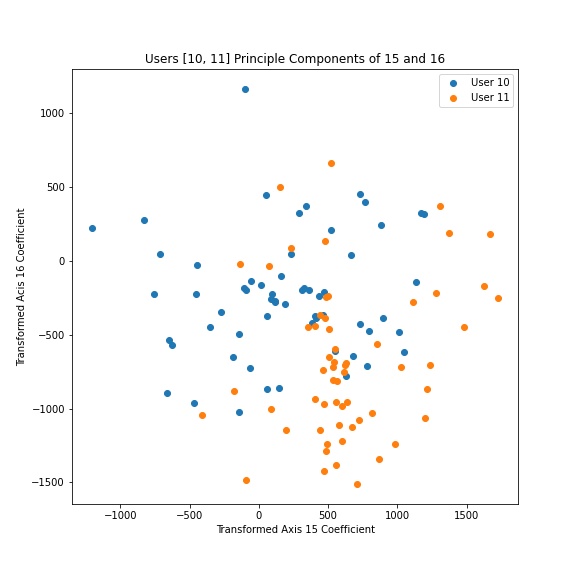 Users [10, 11] Principle Components of 15 and 16
User 10
User 11
Transformed Acis 16 Coefficient
1000
500
0
−500
−1000
−1500
−1000
−500
0
500
1000
1500
Transformed Axis 15 Coefficient